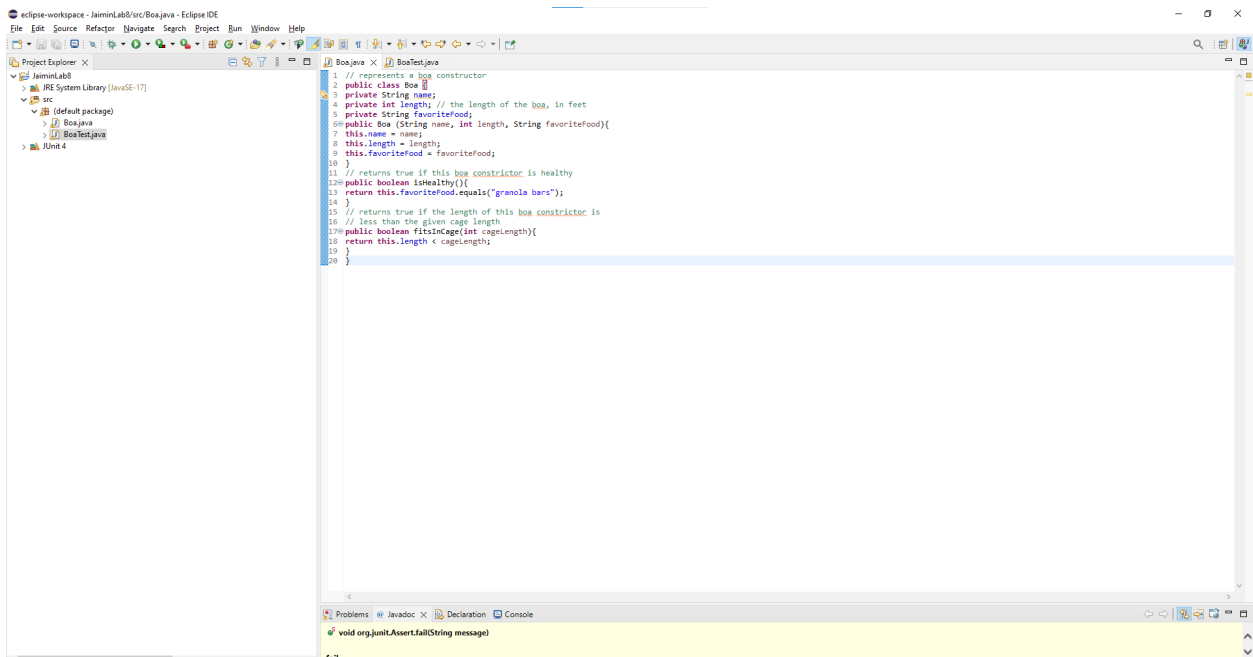 eclipse-workspace - JaiminLab8/src/Boa.java - Eclipse IDE
File Edit Source Refactor Navigate Search Project Run Window Help
Project Explorer
JaiminLab8
JRE System Library [JavaSE-17]
src
(default package)
Boa.java
BoaTest.java
JUnit 4
Boa.java BoaTest.java
1 // represents a boa constructor
2 public class Boa {
3 private String name;
4 private int length; // the length of the boa, in feet
5 private String favoriteFood;
6 public Boa (String name, int length, String favoriteFood){
7 this.name = name;
8 this.length = length;
9 this.favoriteFood = favoriteFood;
10 }
11 // returns true if this boa constrictor is healthy
12 public boolean isHealthy(){
13 return this.favoriteFood.equals("granola bars");
14 }
15 // returns true if the length of this boa constrictor is
16 // less than the given cage length
17 public boolean fitsInCage(int cageLength){
18 return this.length < cageLength;
19 }
20 }
Problems @ Javadoc Declaration Console
void org.junit.Assert.fail(String message)